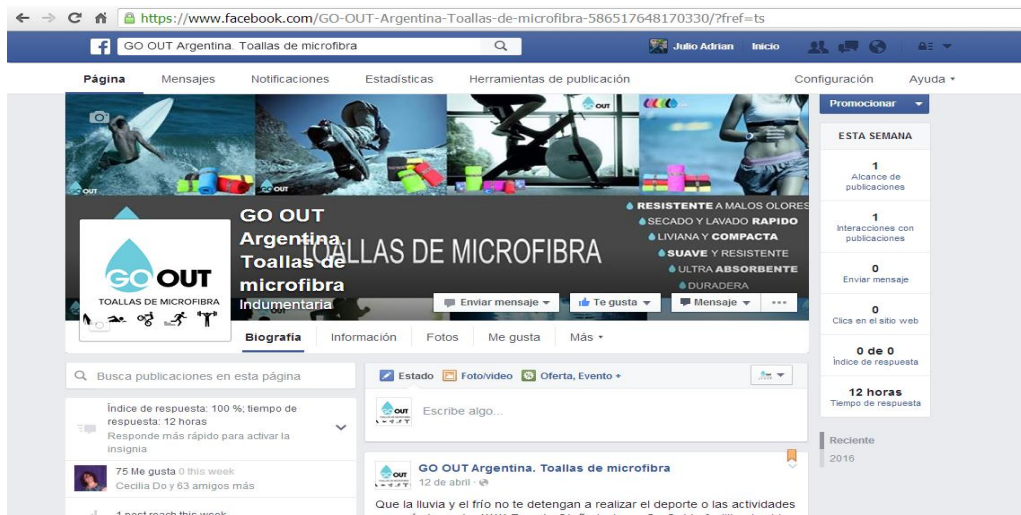 https://www.facebook.com/GO-OUT-Argentina-Toallas-de-microfibra-586517648170330/?fref=ts
GO OUT Argentina. Toallas de microfibra
Julio Adrian Inicio
Página Mensajes Notificaciones Estadísticas Herramientas de publicación Configuración Ayuda
OUT
OUT
OUT
RESISTENTE A MALOS OLORES
SECADO Y LAVADO RAPIDO
LIVIANA Y COMPACTA
SUAVE Y RESISTENTE
ULTRA ABSORBENTE
DURADERA
TOALLAS DE MICROFIBRA
GO OUT
TOALLAS DE MICROFIBRA
GO OUT
Argentina.
Toallas de
microfibra
Indumentaria
Enviar mensaje Te gusta Mensaje
Biografía Información Fotos Me gusta Más
Promocionar
ESTA SEMANA
1
Alcance de
publicaciones
1
Interacciones con
publicaciones
0
Enviar mensaje
0
Clics en el sitio web
0 de 0
Índice de respuesta
12 horas
Tiempo de respuesta
Reciente
2016
Busca publicaciones en esta página
Índice de respuesta: 100 %; tiempo de
respuesta: 12 horas
Responde más rápido para activar la
insignia
75 Me gusta 0 this week
Cecilia Do y 63 amigos
más
1 post reach this week
Estado Foto/video Oferta, Evento +
Escribe algo...
GO OUT Argentina. Toallas de microfibra
12 de abril
Que la lluvia y el frío no te detengan a realizar el deporte o las actividades